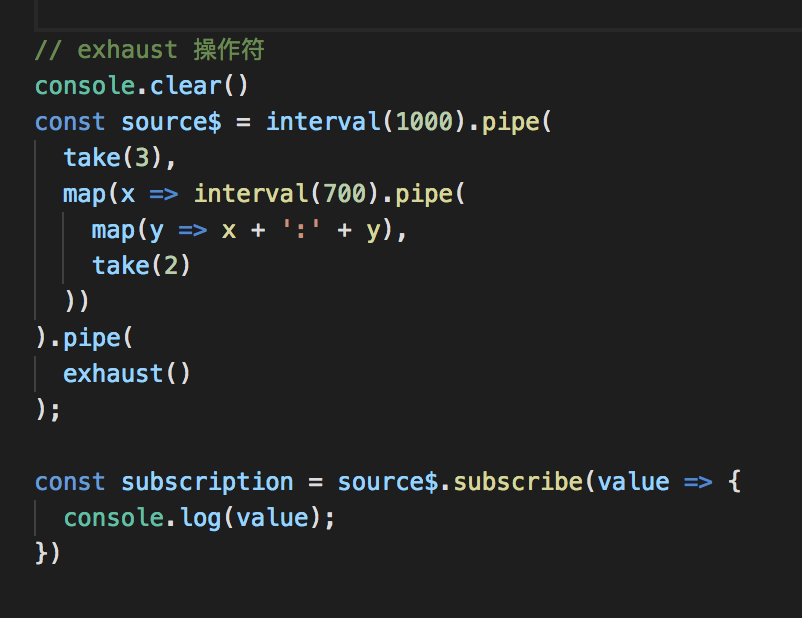 // exhaust 操作符
console.clear()
const source$ = interval(1000).pipe(
  take(3),
  map(x => interval(700).pipe(
    map(y => x + ':' + y),
    take(2)
  ))
).pipe(
  exhaust()
);

const subscription = source$.subscribe(value => {
  console.log(value);
})